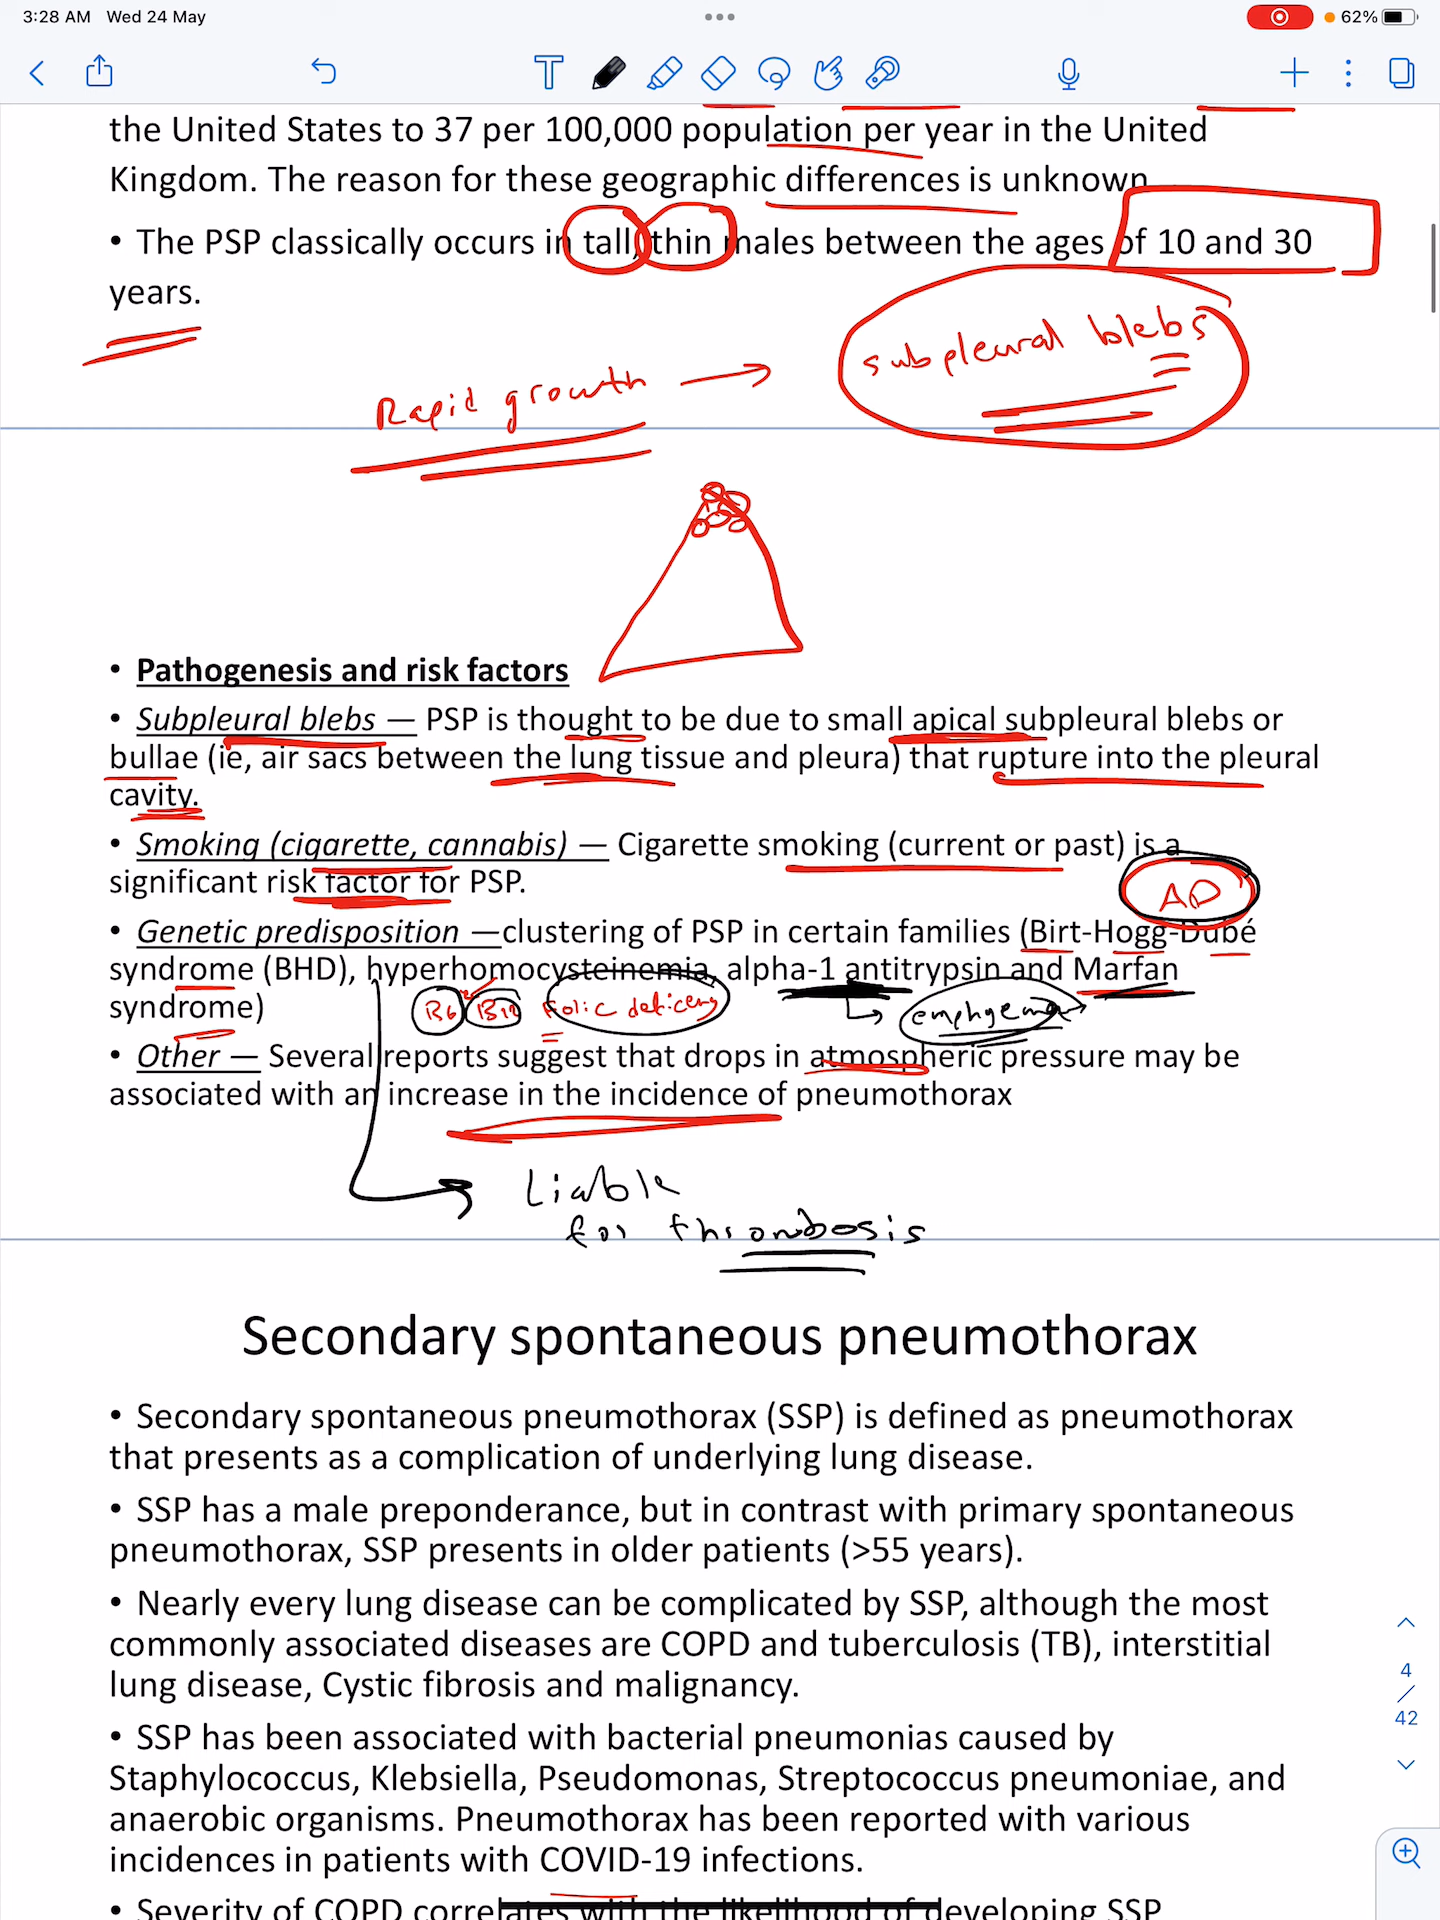 3:28 AM Wed 24 May
62%
the United States to 37 per 100,000 population per year in the United
Kingdom. The reason for these geographic differences is unknown
• The PSP classically occurs in tall, thin males between the ages of 10 and 30
years.
subpleural blebs
Rapid growth
• Pathogenesis and risk factors
• Subpleural blebs — PSP is thought to be due to small apical subpleural blebs or
bullae (ie, air sacs between the lung tissue and pleura) that rupture into the pleural
cavity.
• Smoking (cigarette, cannabis) — Cigarette smoking (current or past) is a
significant risk factor for PSP.
AD
• Genetic predisposition —clustering of PSP in certain families (Birt-Hogg-Dubé
syndrome (BHD), hyperhomocysteinemia, alpha-1 antitrypsin and Marfan
syndrome)
B6 B12 Folic
• Other — Several reports suggest that drops in atmospheric pressure may be
associated with an increase in the incidence of pneumothorax
Liable
for thrombosis
Secondary spontaneous pneumothorax
• Secondary spontaneous pneumothorax (SSP) is defined as pneumothorax
that presents as a complication of underlying lung disease.
• SSP has a male preponderance, but in contrast with primary spontaneous
pneumothorax, SSP presents in older patients (>55 years).
• Nearly every lung disease can be complicated by SSP, although the most
commonly associated diseases are COPD and tuberculosis (TB), interstitial
lung disease, Cystic fibrosis and malignancy.
4
/
42
• SSP has been associated with bacterial pneumonias caused by
Staphylococcus, Klebsiella, Pseudomonas, Streptococcus pneumoniae, and
anaerobic organisms. Pneumothorax has been reported with various
incidences in patients with COVID-19 infections.
• Severity of COPD correlates with the likelihood of developing SSP